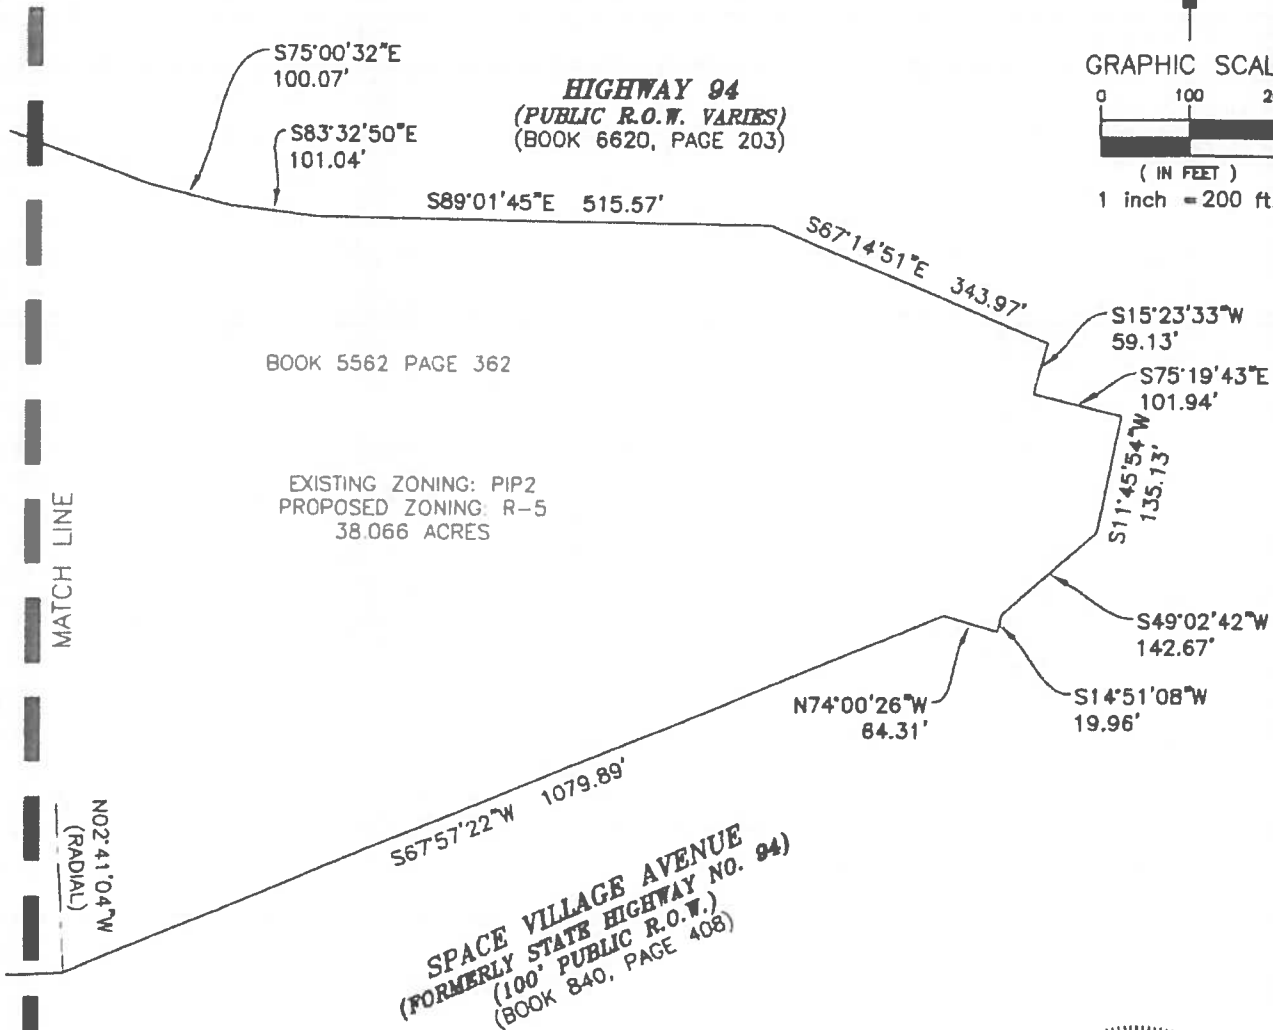 S75°00'32"E
100.07'
HIGHWAY 94
(PUBLIC R.O.W. VARIES)
(BOOK 6620, PAGE 203)
GRAPHIC SCAL
0 100 2
( IN FEET )
1 inch = 200 ft
S83°32'50"E
101.04'
S89°01'45"E 515.57'
S67°14'51"E 343.97'
S15°23'33"W
59.13'
S75°19'43"E
101.94'
BOOK 5562 PAGE 362
S11°45'54"W
135.13'
EXISTING ZONING: PIP2
PROPOSED ZONING: R-5
38.066 ACRES
MATCH LINE
S49°02'42"W
142.67'
S14°51'08"W
19.96'
N74°00'26"W
64.31'
S67°57'22"W 1079.89'
N02°41'04"W
(RADIAL)
SPACE VILLAGE AVENUE
(FORMERLY STATE HIGHWAY NO. 94)
(100' PUBLIC R.O.W.)
(BOOK 840, PAGE 408)